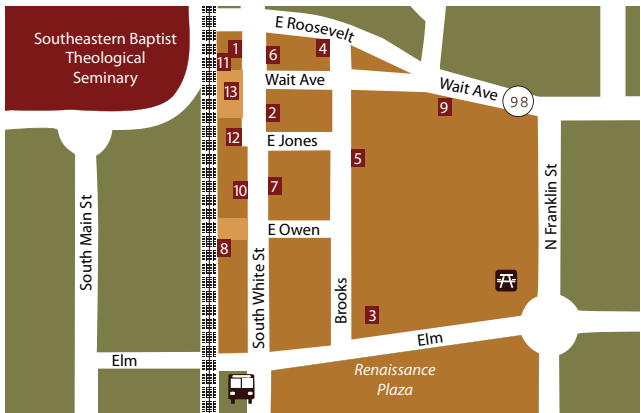 Southeastern Baptist
Theological
Seminary
E Roosevelt
1
6
4
11
Wait Ave
13
Wait Ave
98
9
2
12
E Jones
5
10
7
E Owen
8
South Main St
South White St
Brooks
N Franklin St
3
Elm
Elm
Renaissance
Plaza